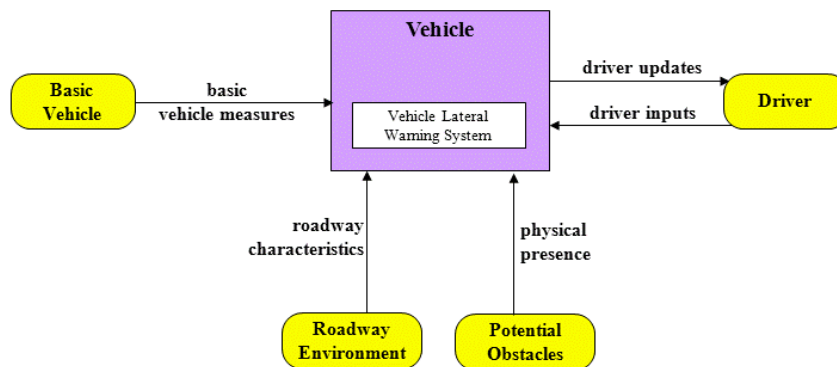 Vehicle
Vehicle Lateral
Warning System
Basic
Vehicle
basic
vehicle measures
driver updates
driver inputs
Driver
roadway
characteristics
physical
presence
Roadway
Environment
Potential
Obstacles